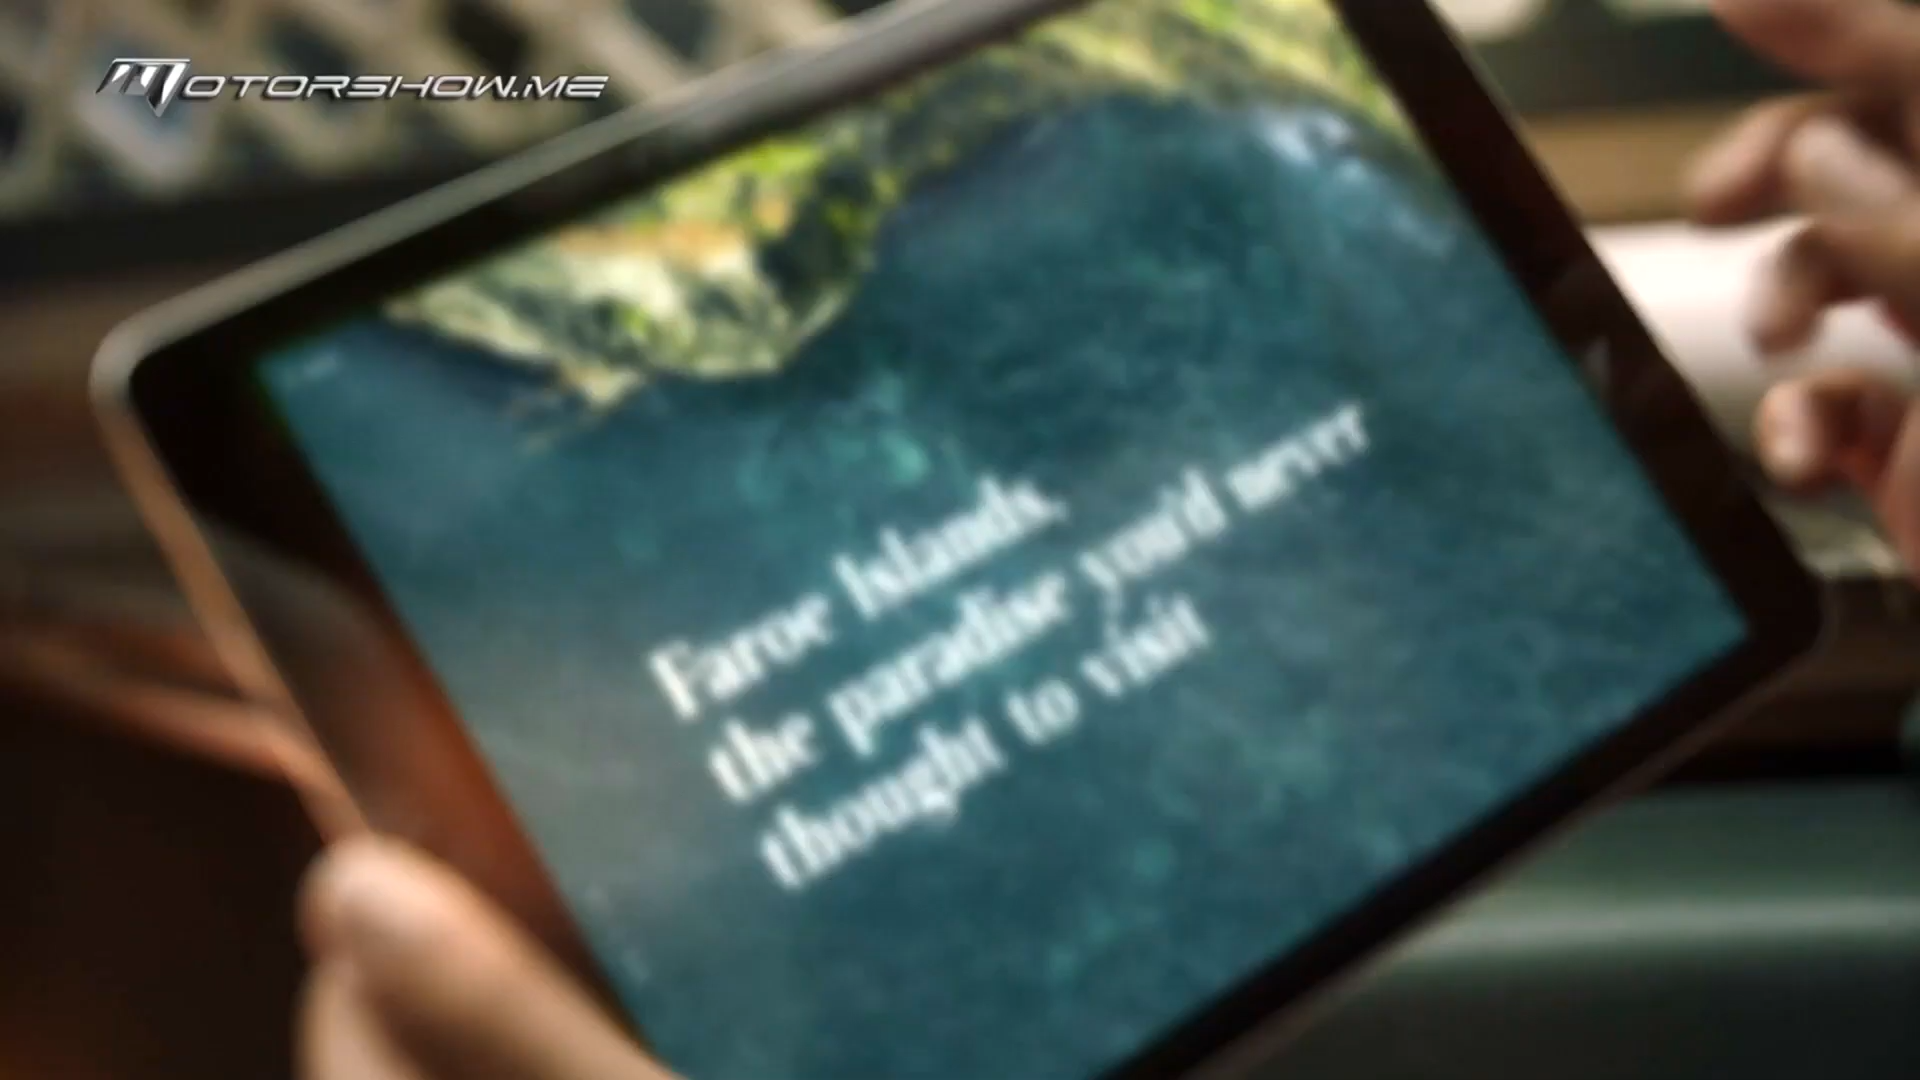 MOTORSHOW.ME
Faroe Islands,
the paradise you'd never
thought to visit